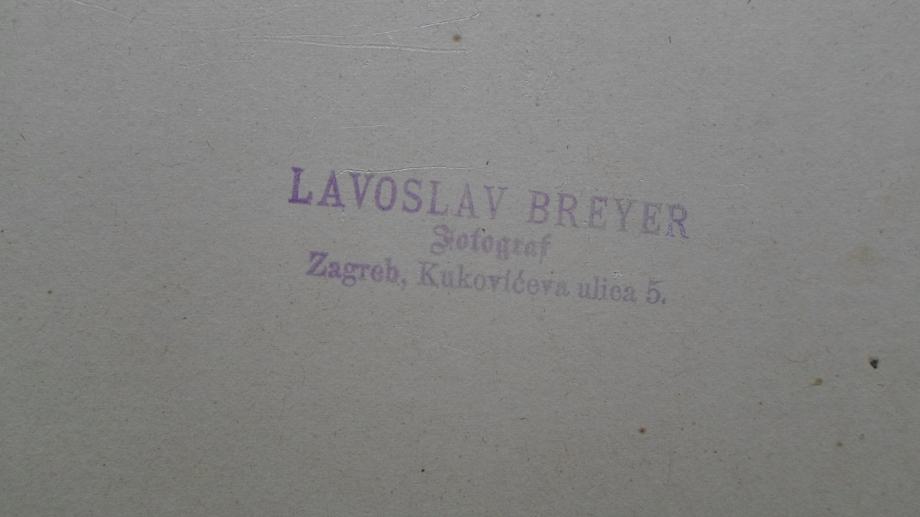 LAVOSLAV BREYER
Fotograf
Zagreb, Kukovićeva ulica 5.